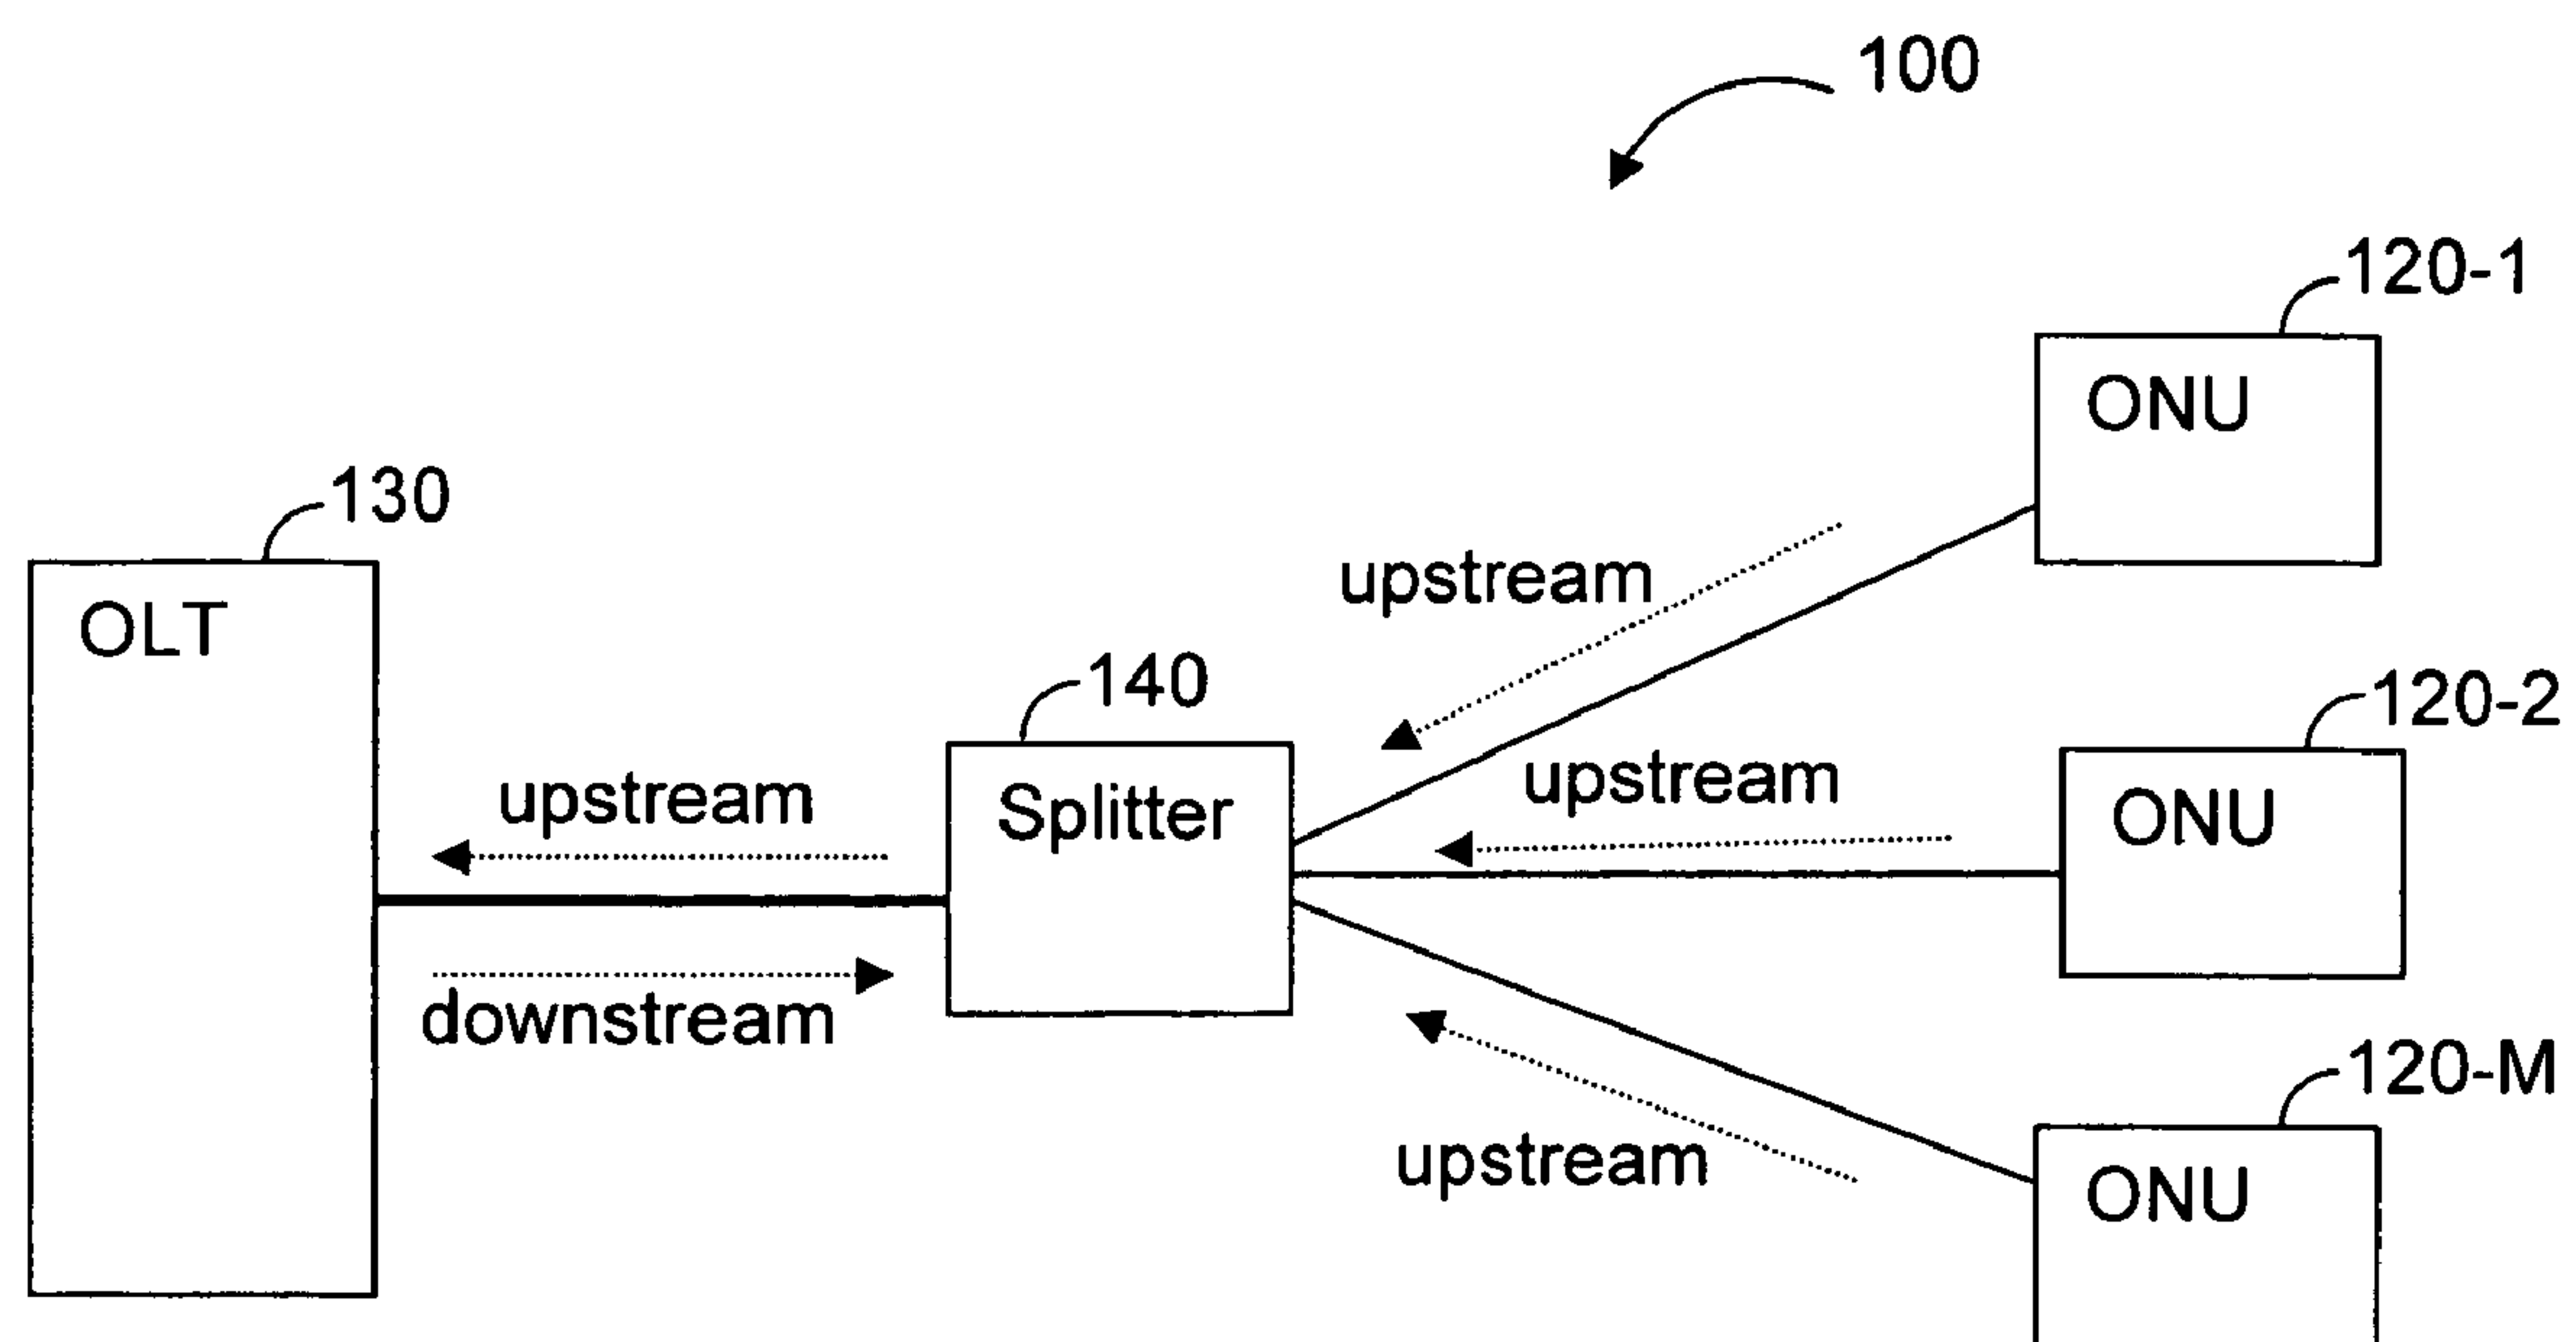 100
120-1
ONU
130
OLT
upstream
140
120-2
upstream
upstream
Splitter
ONU
downstream
120-M
upstream
ONU